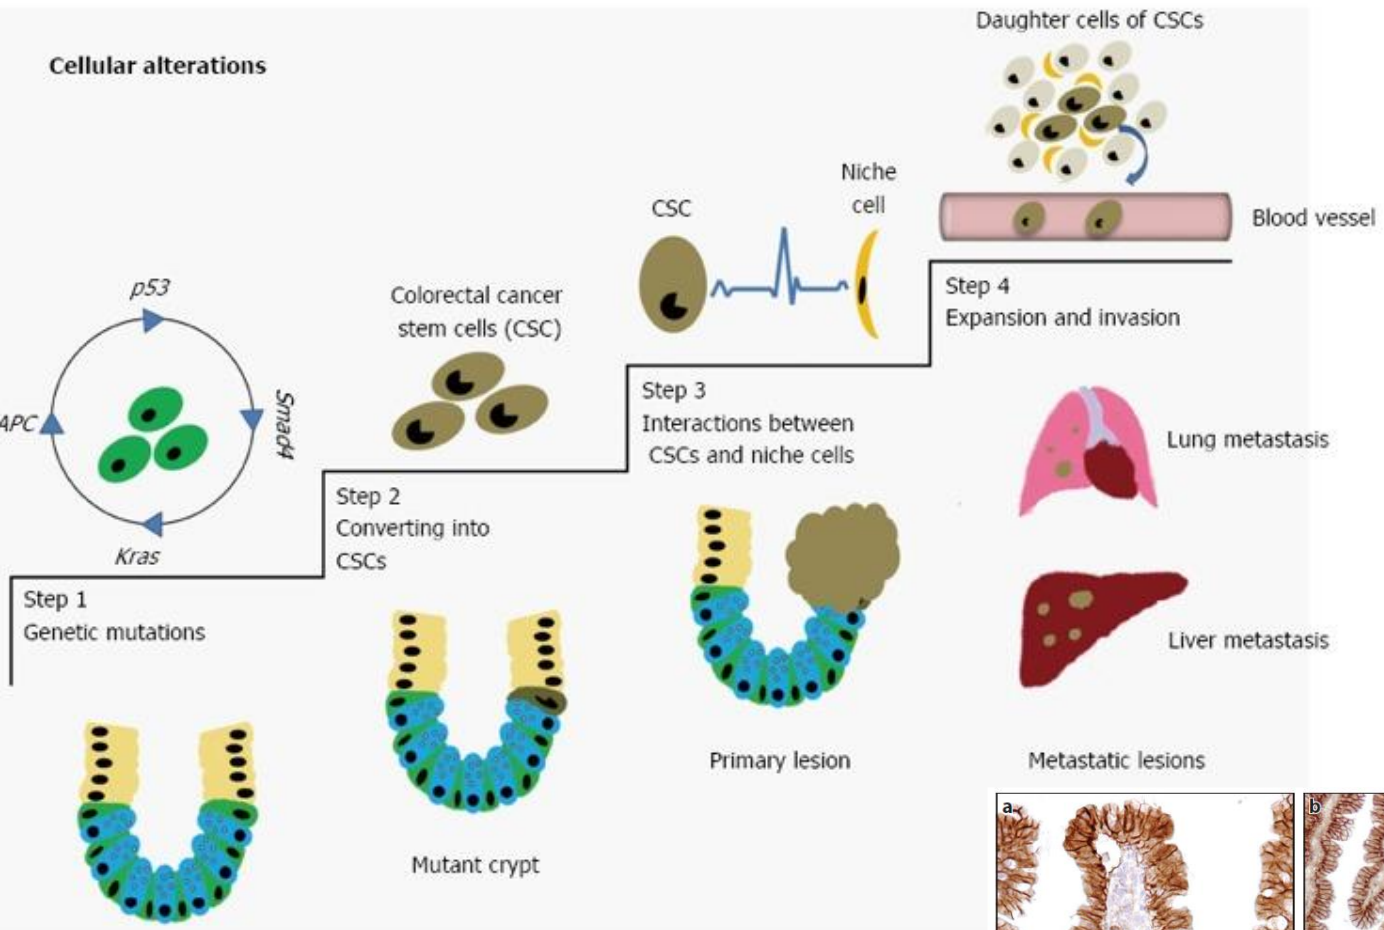 Cellular alterations
Daughter cells of CSCs
Niche
cell
CSC
Blood vessel
p53
Colorectal cancer
stem cells (CSC)
Step 4
Expansion and invasion
APC
Smad4
Step 3
Interactions between
CSCs and niche cells
Lung metastasis
Kras
Step 2
Converting into
CSCs
Step 1
Genetic mutations
Liver metastasis
Primary lesion
Metastatic lesions
Mutant crypt
a
b